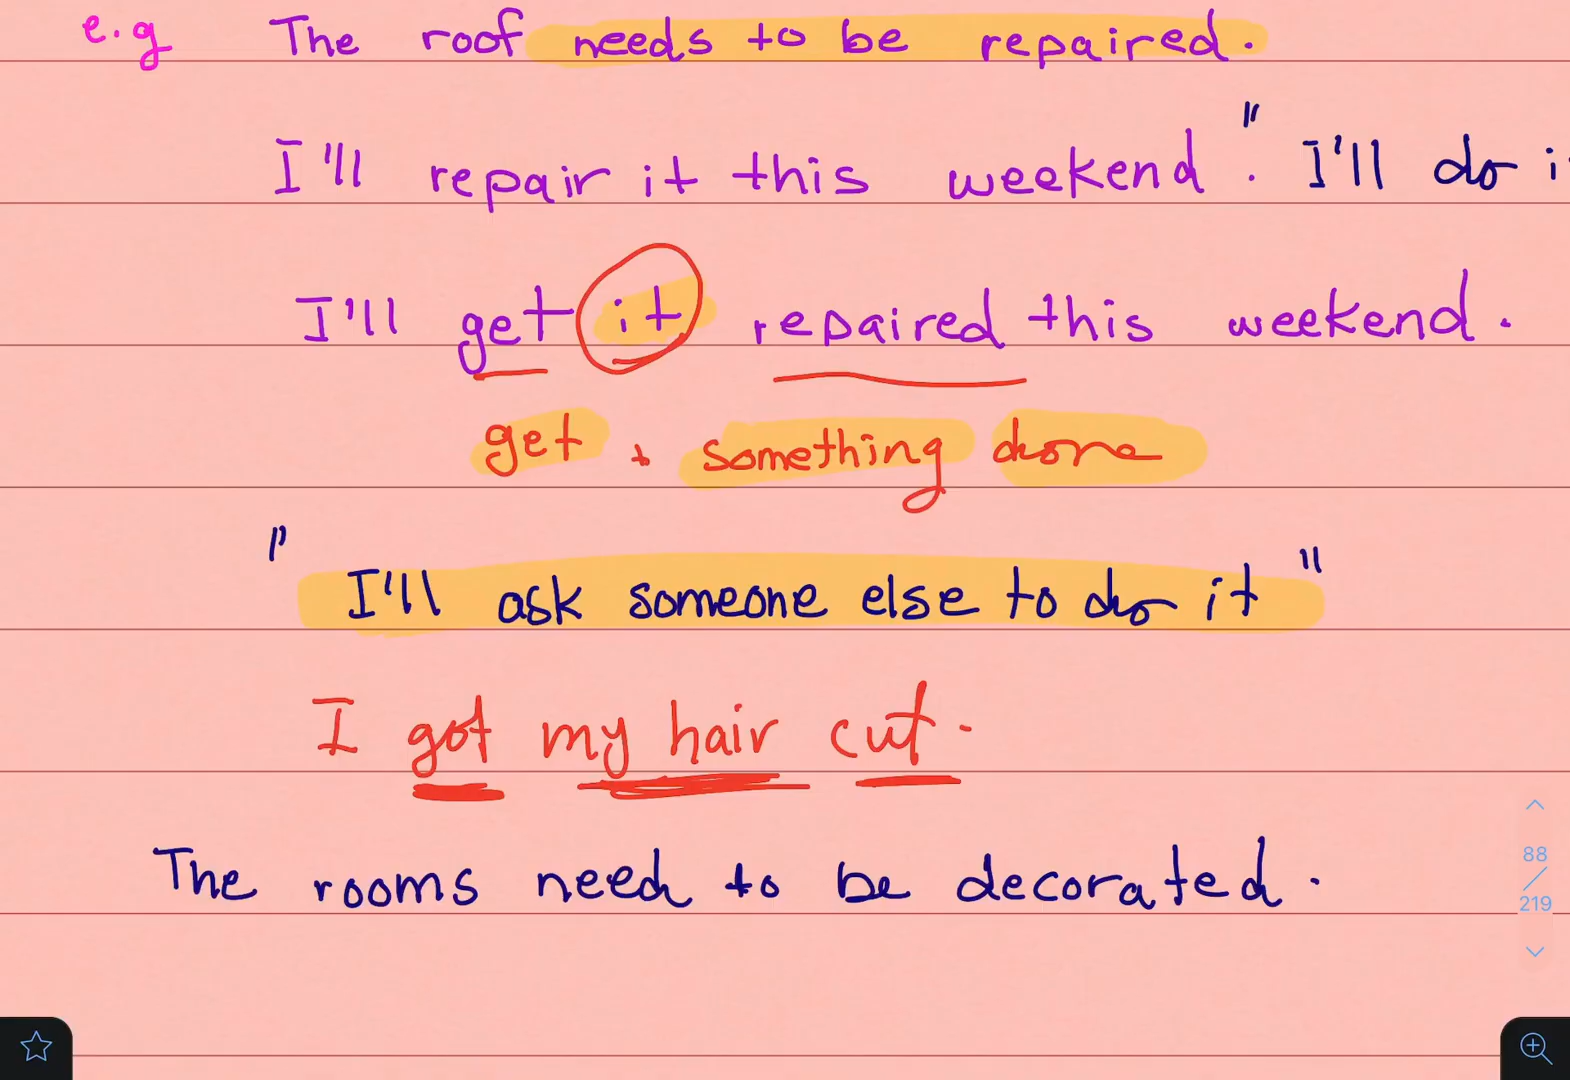 e.g The roof needs to be repaired.
I'll repair it this weekend. " I'll do i
I'll get it repaired this weekend.
get + something done
" I'll ask someone else to do it "
I got my hair cut.
The rooms need to be decorated.
88
219